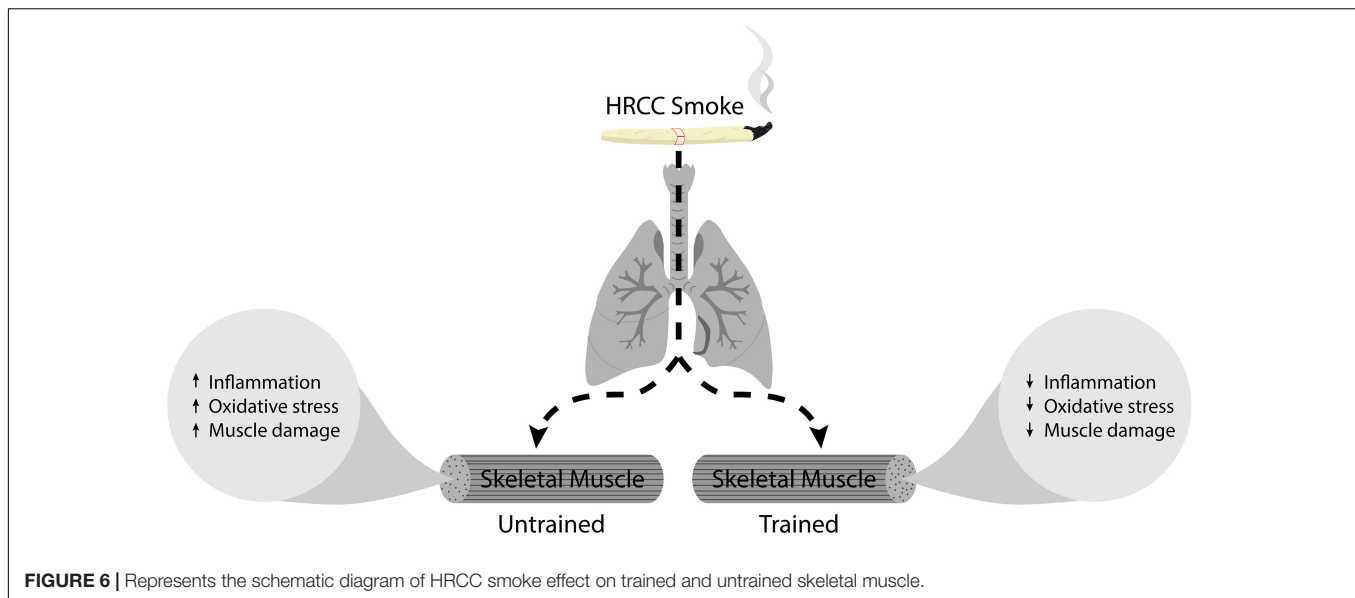 HRCC Smoke
↑ Inflammation
↑ Oxidative stress
↑ Muscle damage
↓ Inflammation
↓ Oxidative stress
↓ Muscle damage
Skeletal Muscle
Skeletal Muscle
Untrained
Trained
FIGURE 6 | Represents the schematic diagram of HRCC smoke effect on trained and untrained skeletal muscle.